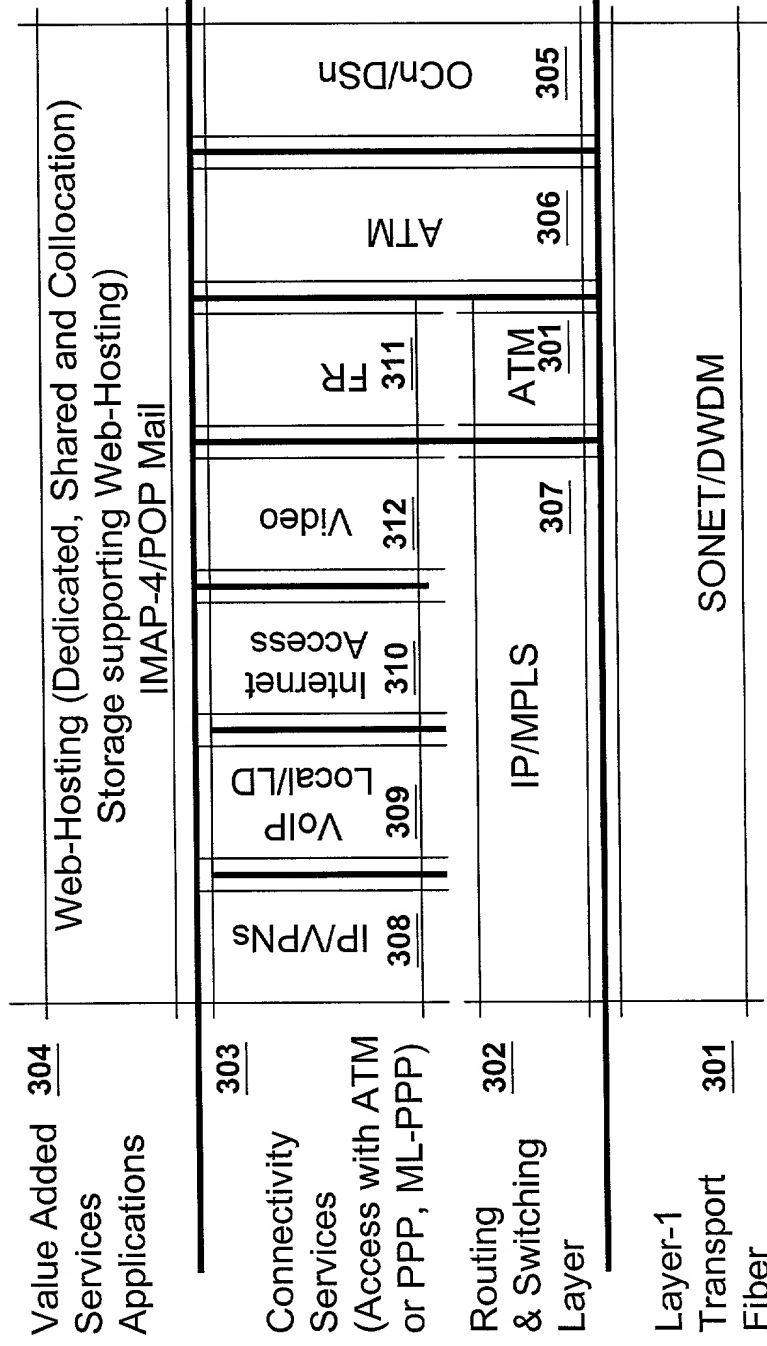 Value Added
Services
Applications
304
Web-Hosting (Dedicated, Shared and Collocation)
Storage supporting Web-Hosting)
IMAP-4/POP Mail
Connectivity
Services
(Access with ATM
or PPP, ML-PPP)
303
IP/VPNs
308
VoIP
Local/LD
309
Internet
Access
310
Video
312
FR
311
ATM
306
OCn/DSn
305
Routing
& Switching
Layer
302
IP/MPLS
307
ATM
301
Layer-1
Transport
Fiber
301
SONET/DWDM